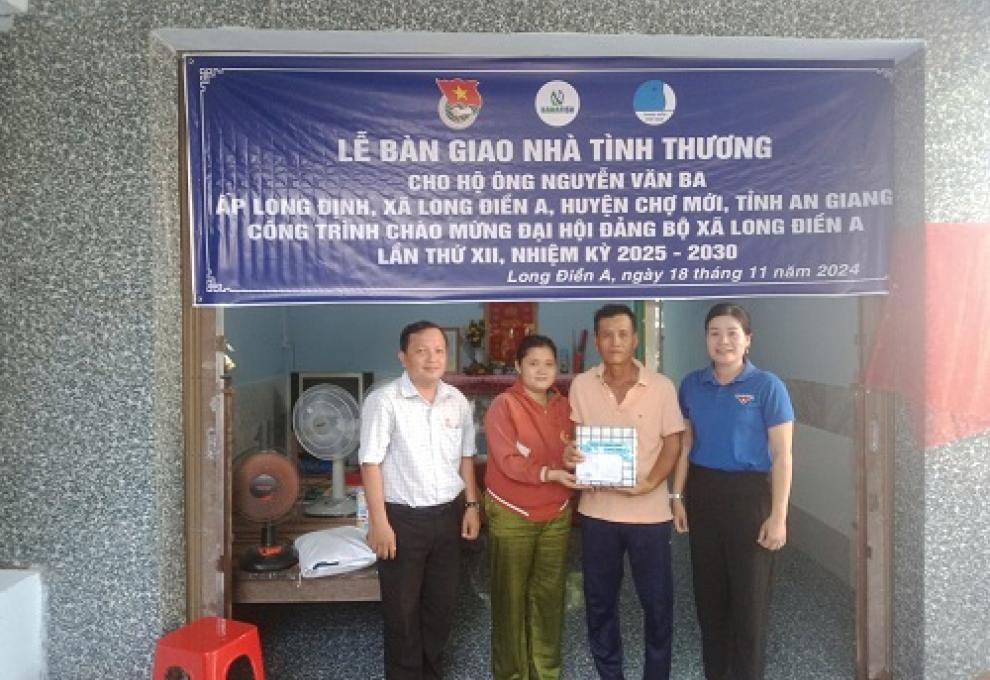 LỄ BÀN GIAO NHÀ TÌNH THƯƠNG
CHO HỘ ÔNG NGUYỄN VĂN BA
ẤP LONG ĐỊNH, XÃ LONG ĐIỀN A, HUYỆN CHỢ MỚI, TỈNH AN GIANG
CÔNG TRÌNH CHÀO MỪNG ĐẠI HỘI ĐẢNG BỘ XÃ LONG ĐIỀN A
LẦN THỨ XII, NHIỆM KỲ 2025 - 2030
Long Điền A, ngày 18 tháng 11 năm 2024